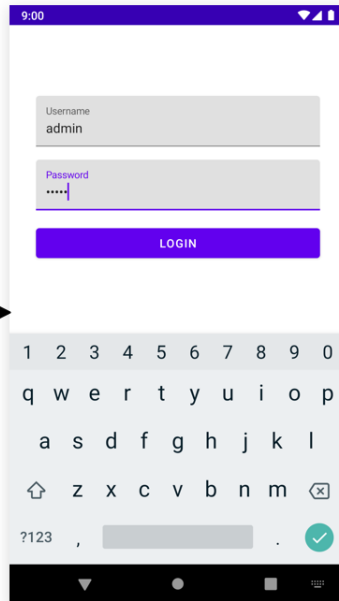 9:00
Username
admin
Password
•••••
LOGIN
1 2 3 4 5 6 7 8 9 0
q w e r t y u i o p
a s d f g h j k l
z x c v b n m
?123 , .